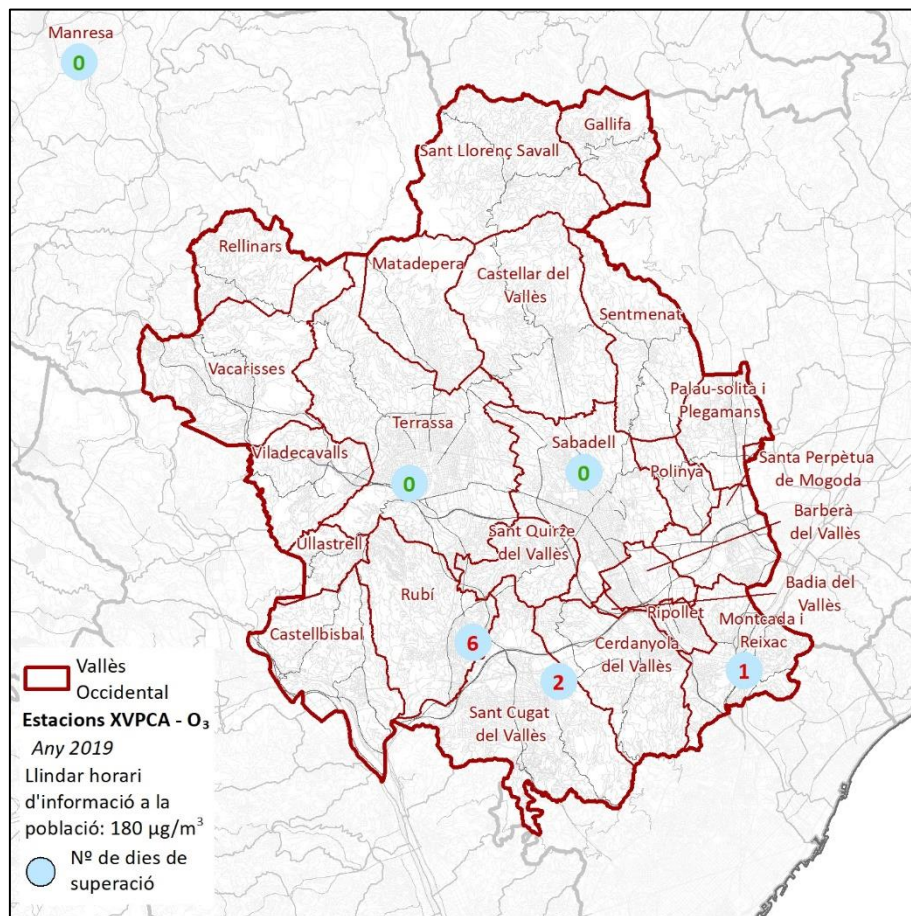 Manresa
0
Gallifa
Sant Llorenç Savall
Rellinars
Matadepera
Castellar del
Vallès
Sentmenat
Vacarisses
Palau-solità i
Plegamans
Terrassa
Sabadell
Viladecavalls
0
0
Polinyà
Santa Perpètua
de Mogoda
Barberà
del Vallès
Sant Quirze
del Vallès
Ullastrell
Rubí
Badia del
Vallès
Ripollet
Castellbisbal
Montcada i
Reixac
6
Cerdanyola
del Vallès
2
1
Sant Cugat
del Vallès
Vallès
Occidental
Estacions XVPCA - O₃
Any 2019
Llindar horari
d'informació a la
població: 180 µg/m³
Nº de dies de
superació